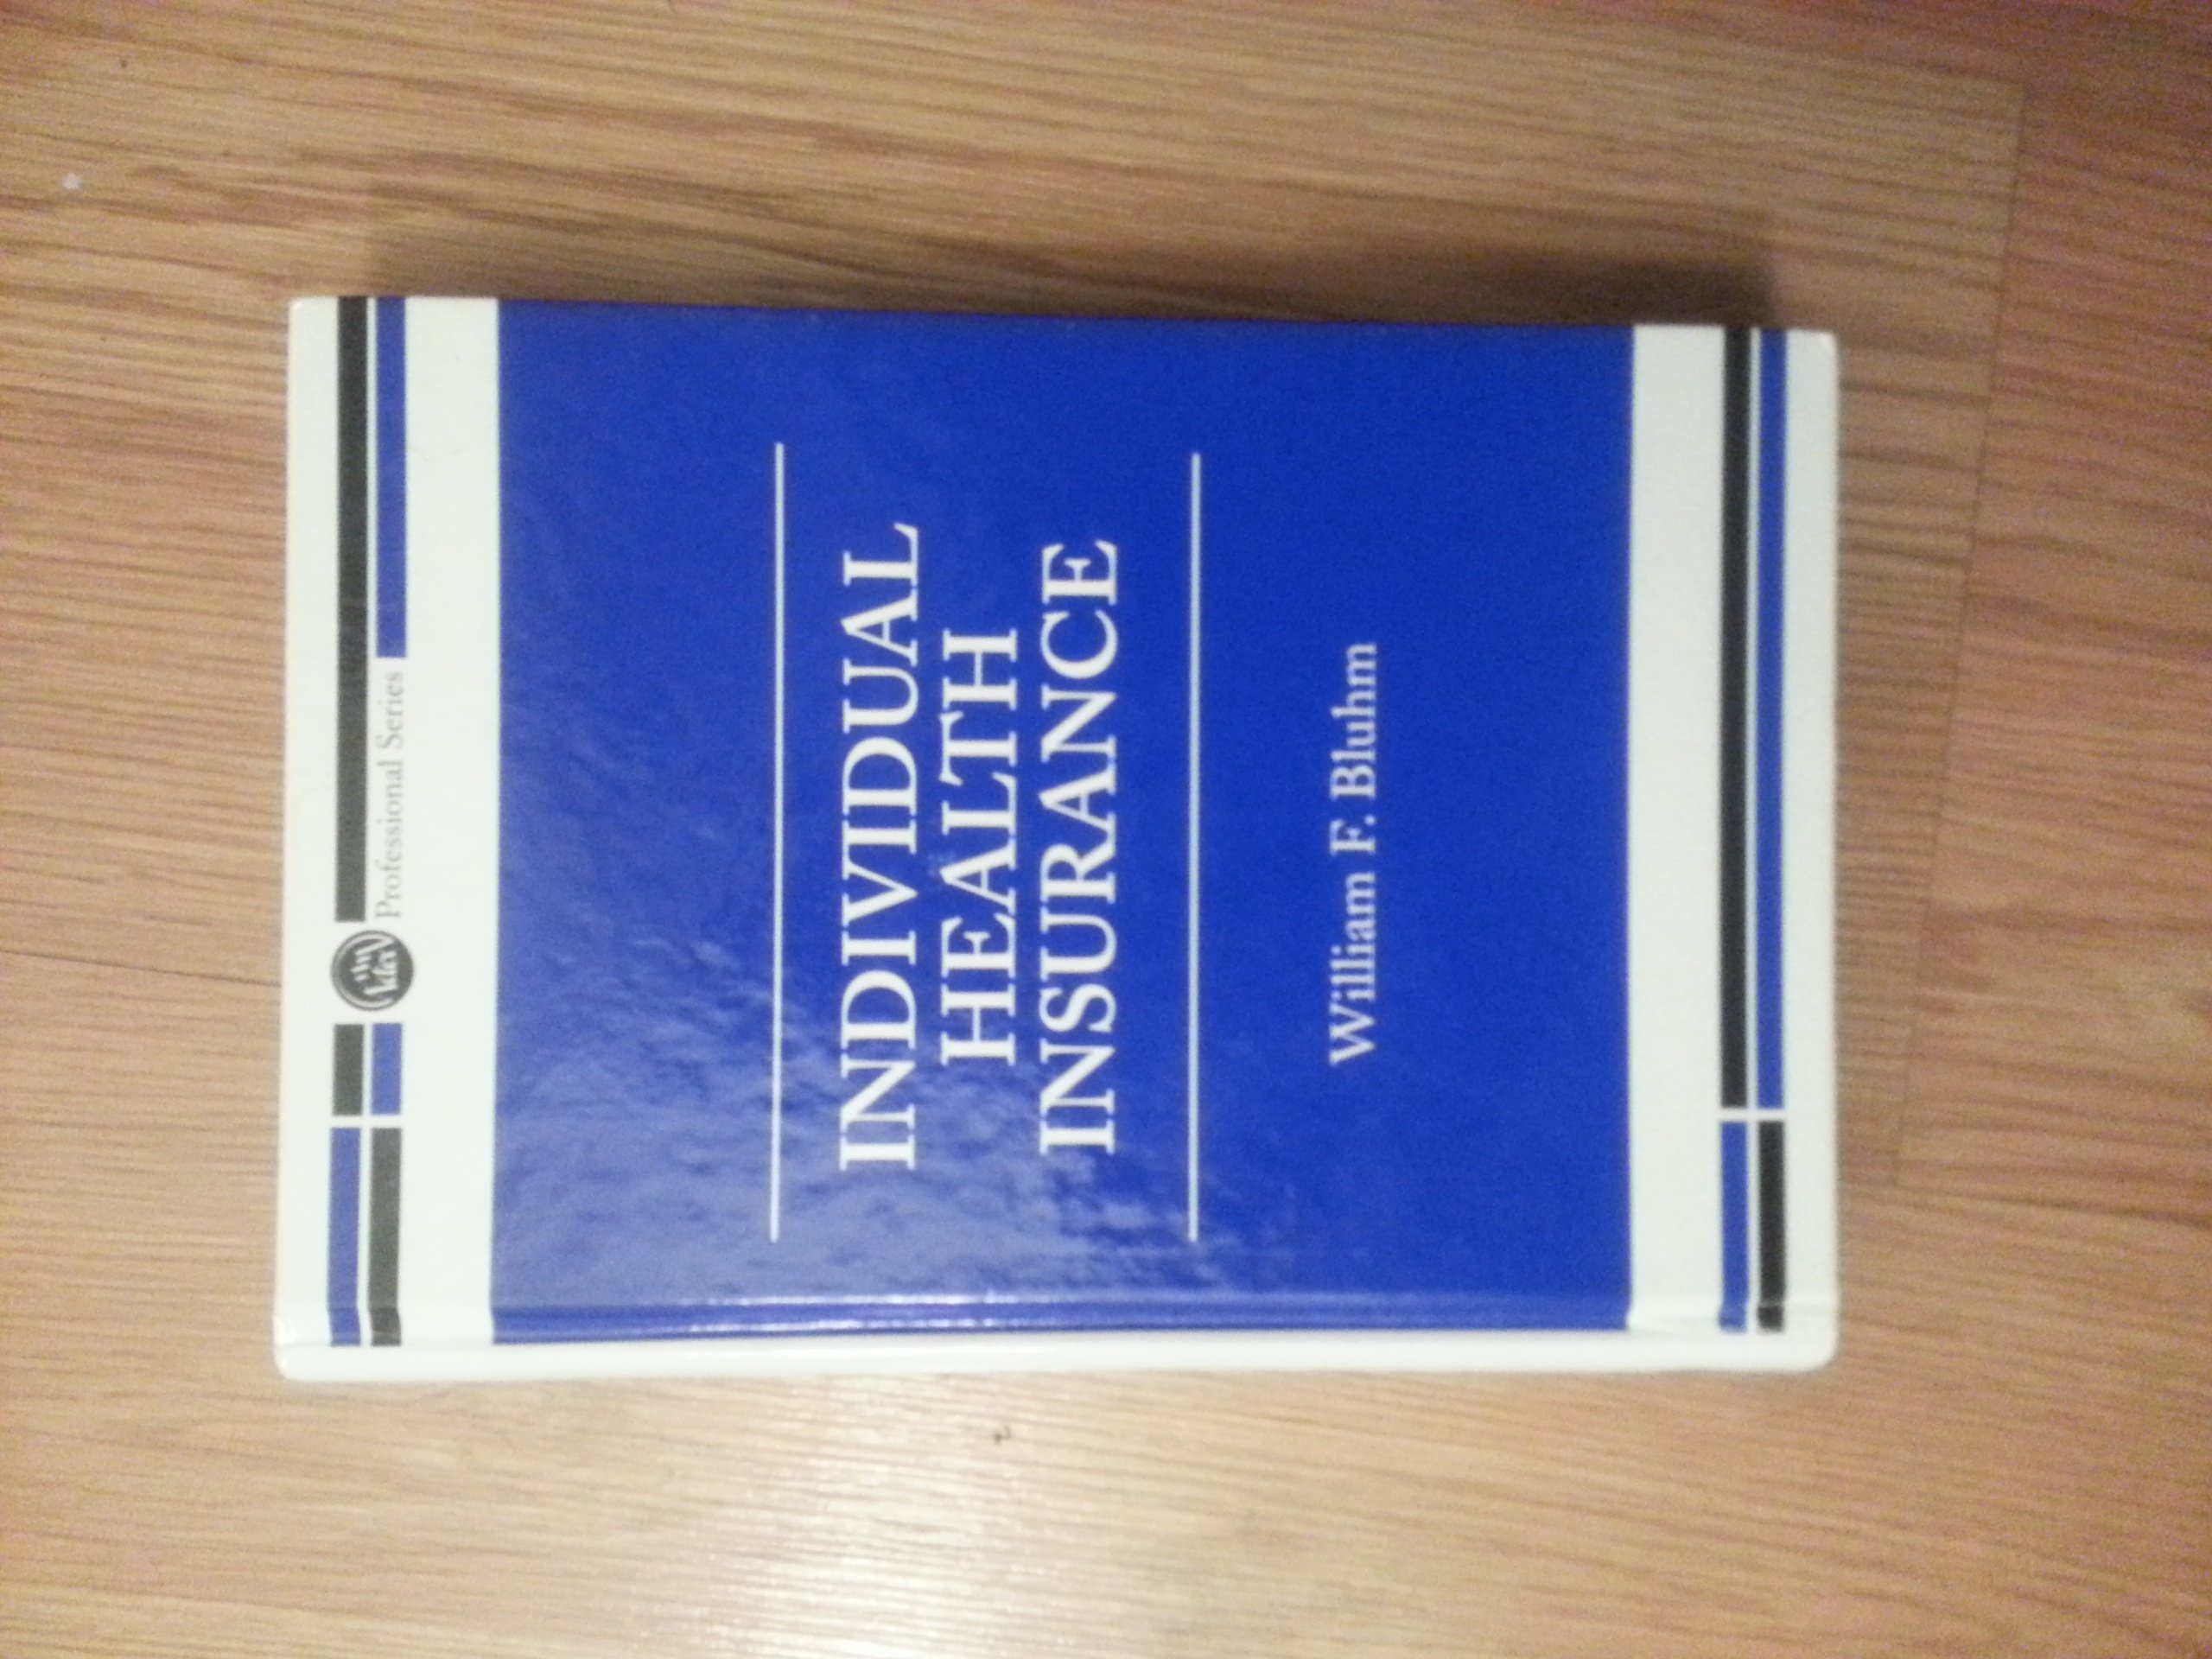 Professional Series
INDIVIDUAL
HEALTH
INSURANCE
William F. Bluhm